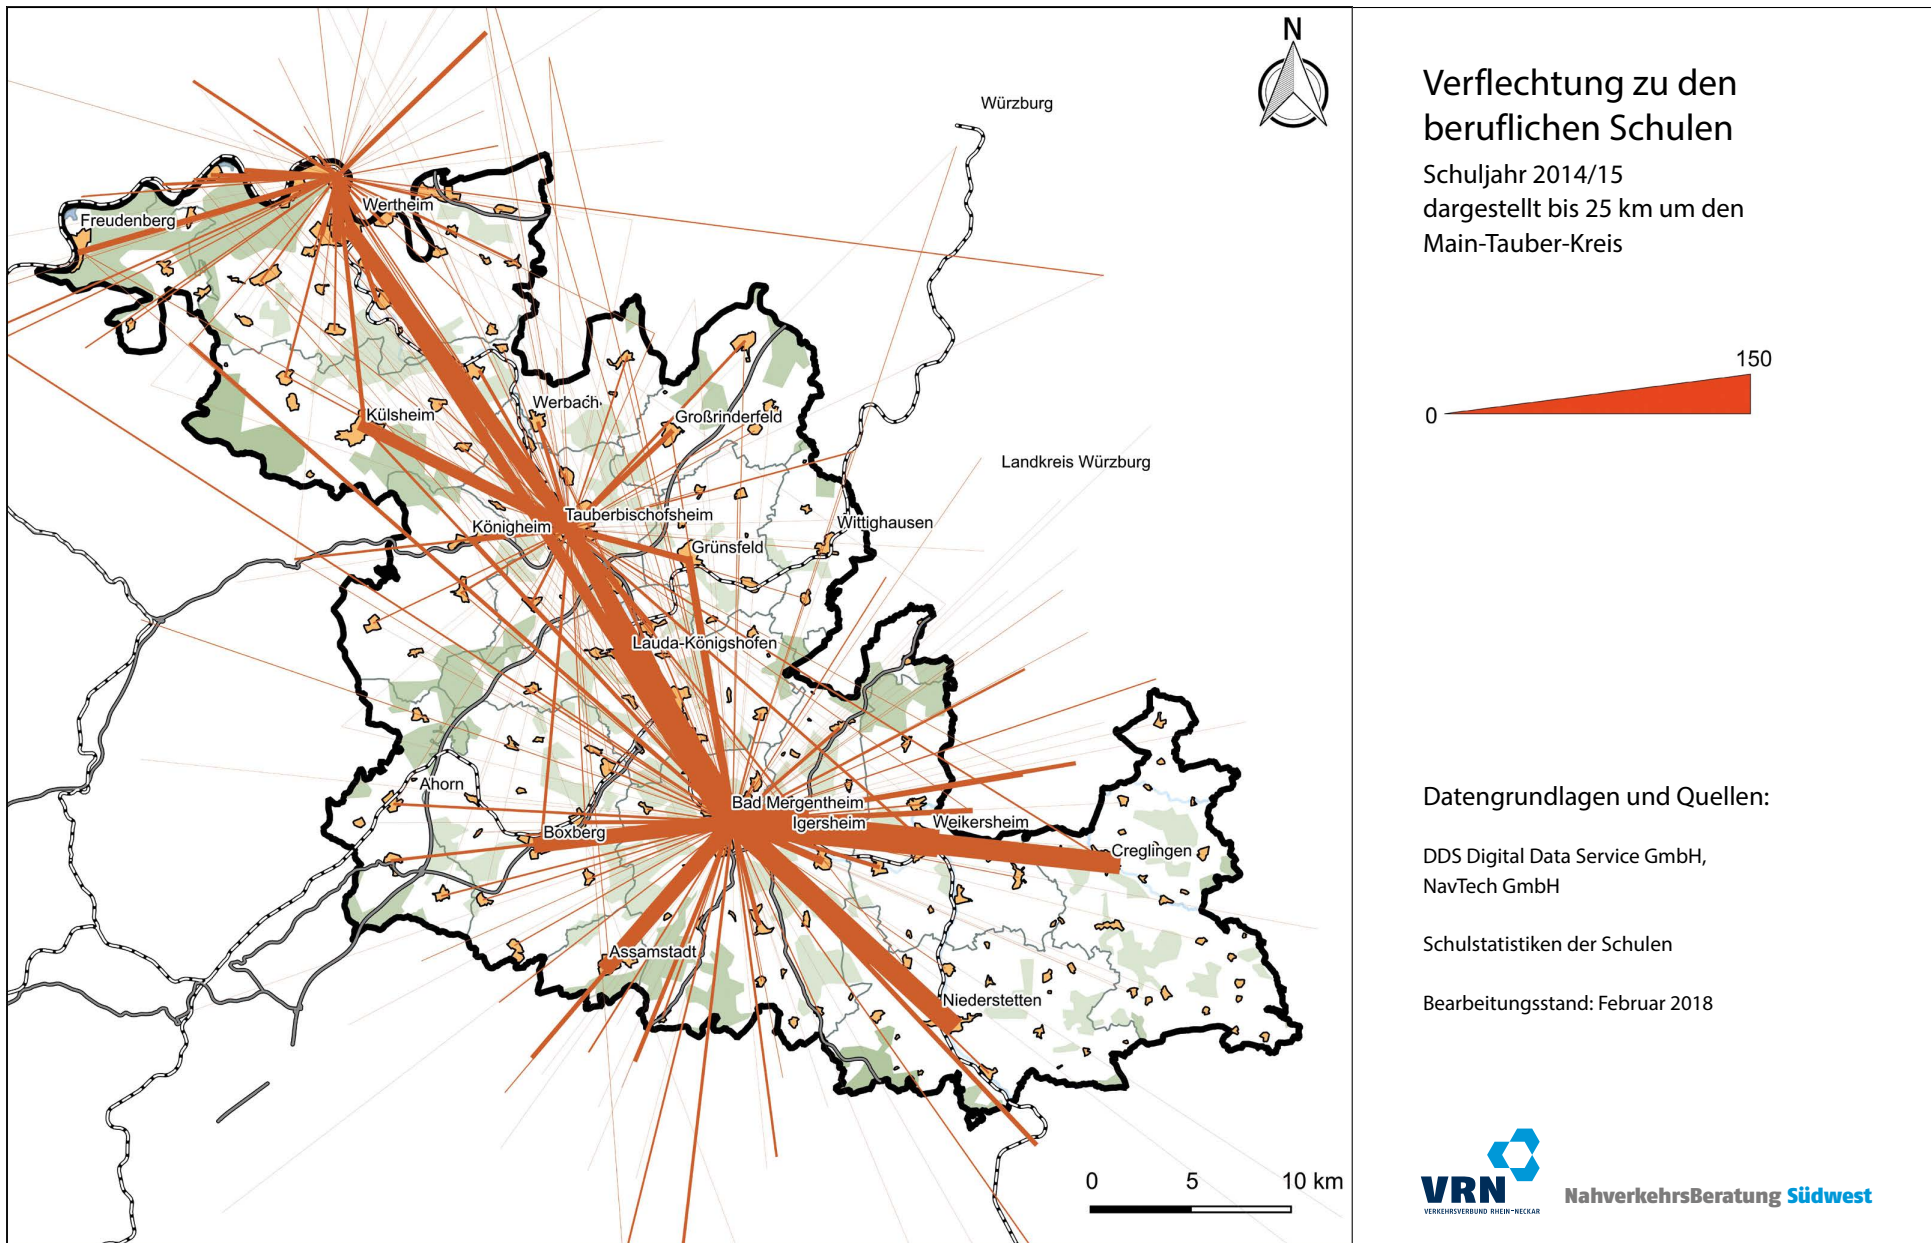 N
Würzburg
Wertheim
Freudenberg
Werbach
Külsheim
Großrinderfeld
Landkreis Würzburg
Tauberbischofsheim
Königheim
Wittighausen
Grünsfeld
Lauda-Königshofen
Ahorn
Bad Mergentheim
Igersheim
Weikersheim
Boxberg
Creglingen
Assamstadt
Niederstetten
0 5 10 km
Verflechtung zu den
beruflichen Schulen
Schuljahr 2014/15
dargestellt bis 25 km um den
Main-Tauber-Kreis
150
0
Datengrundlagen und Quellen:
DDS Digital Data Service GmbH,
NavTech GmbH
Schulstatistiken der Schulen
Bearbeitungsstand: Februar 2018
VRN
VERKEHRSVERBUND RHEIN-NECKAR
NahverkehrsBeratung Südwest